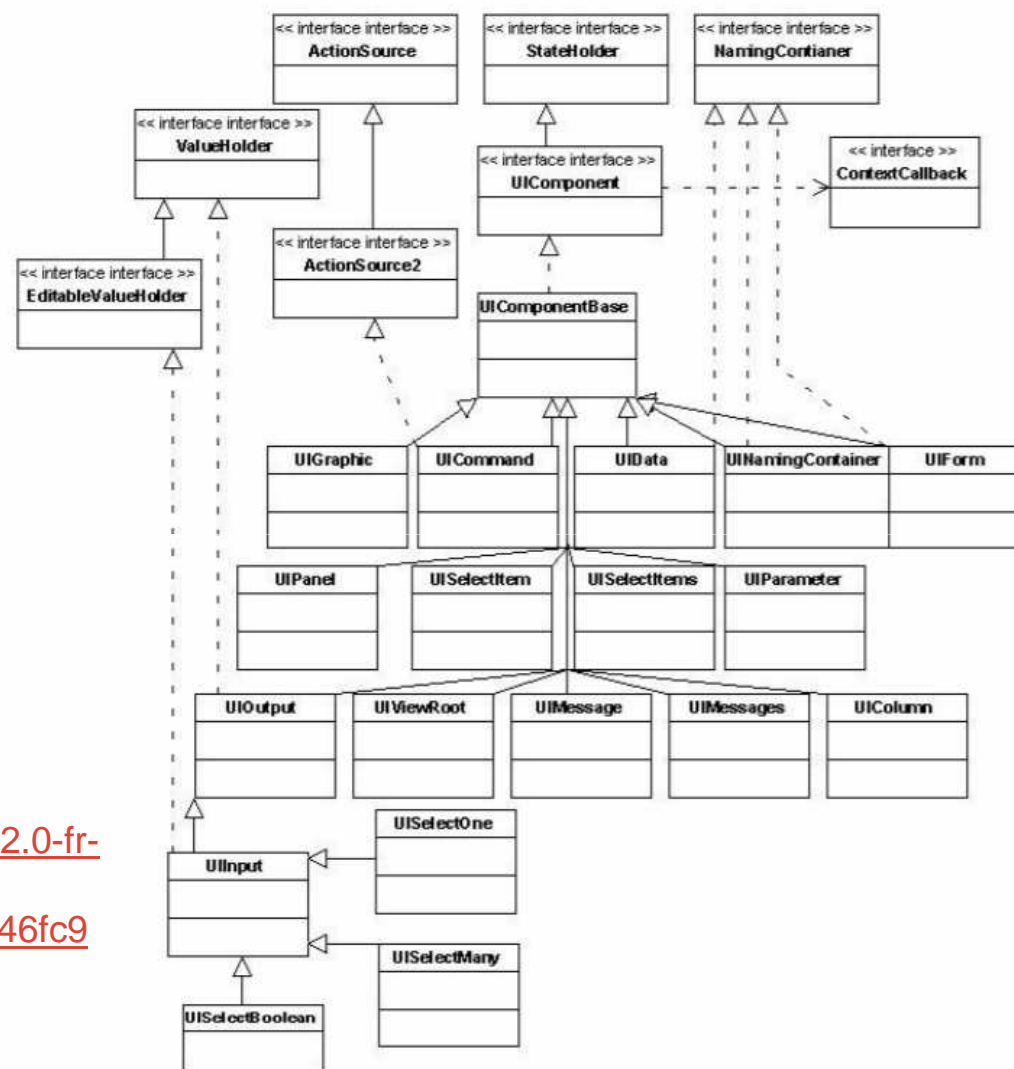 << interface interface >>
ActionSource
<< interface interface >>
StateHolder
<< interface interface >>
NamingContianer
<< interface interface >>
ValueHolder
<< interface interface >>
UIComponent
<< interface >>
ContextCallback
<< interface interface >>
EditableValueHolder
<< interface interface >>
ActionSource2
UIComponentBase
UIGraphic
UICommand
UIData
UINamingContainer
UIForm
UIPanel
UISelectItem
UISelectItems
UIParameter
UIOutput
UIViewRoot
UIMessage
UIMessages
UIColumn
2.0-fr-
46fc9
UIInput
UISelectOne
UISelectMany
UISelectBoolean